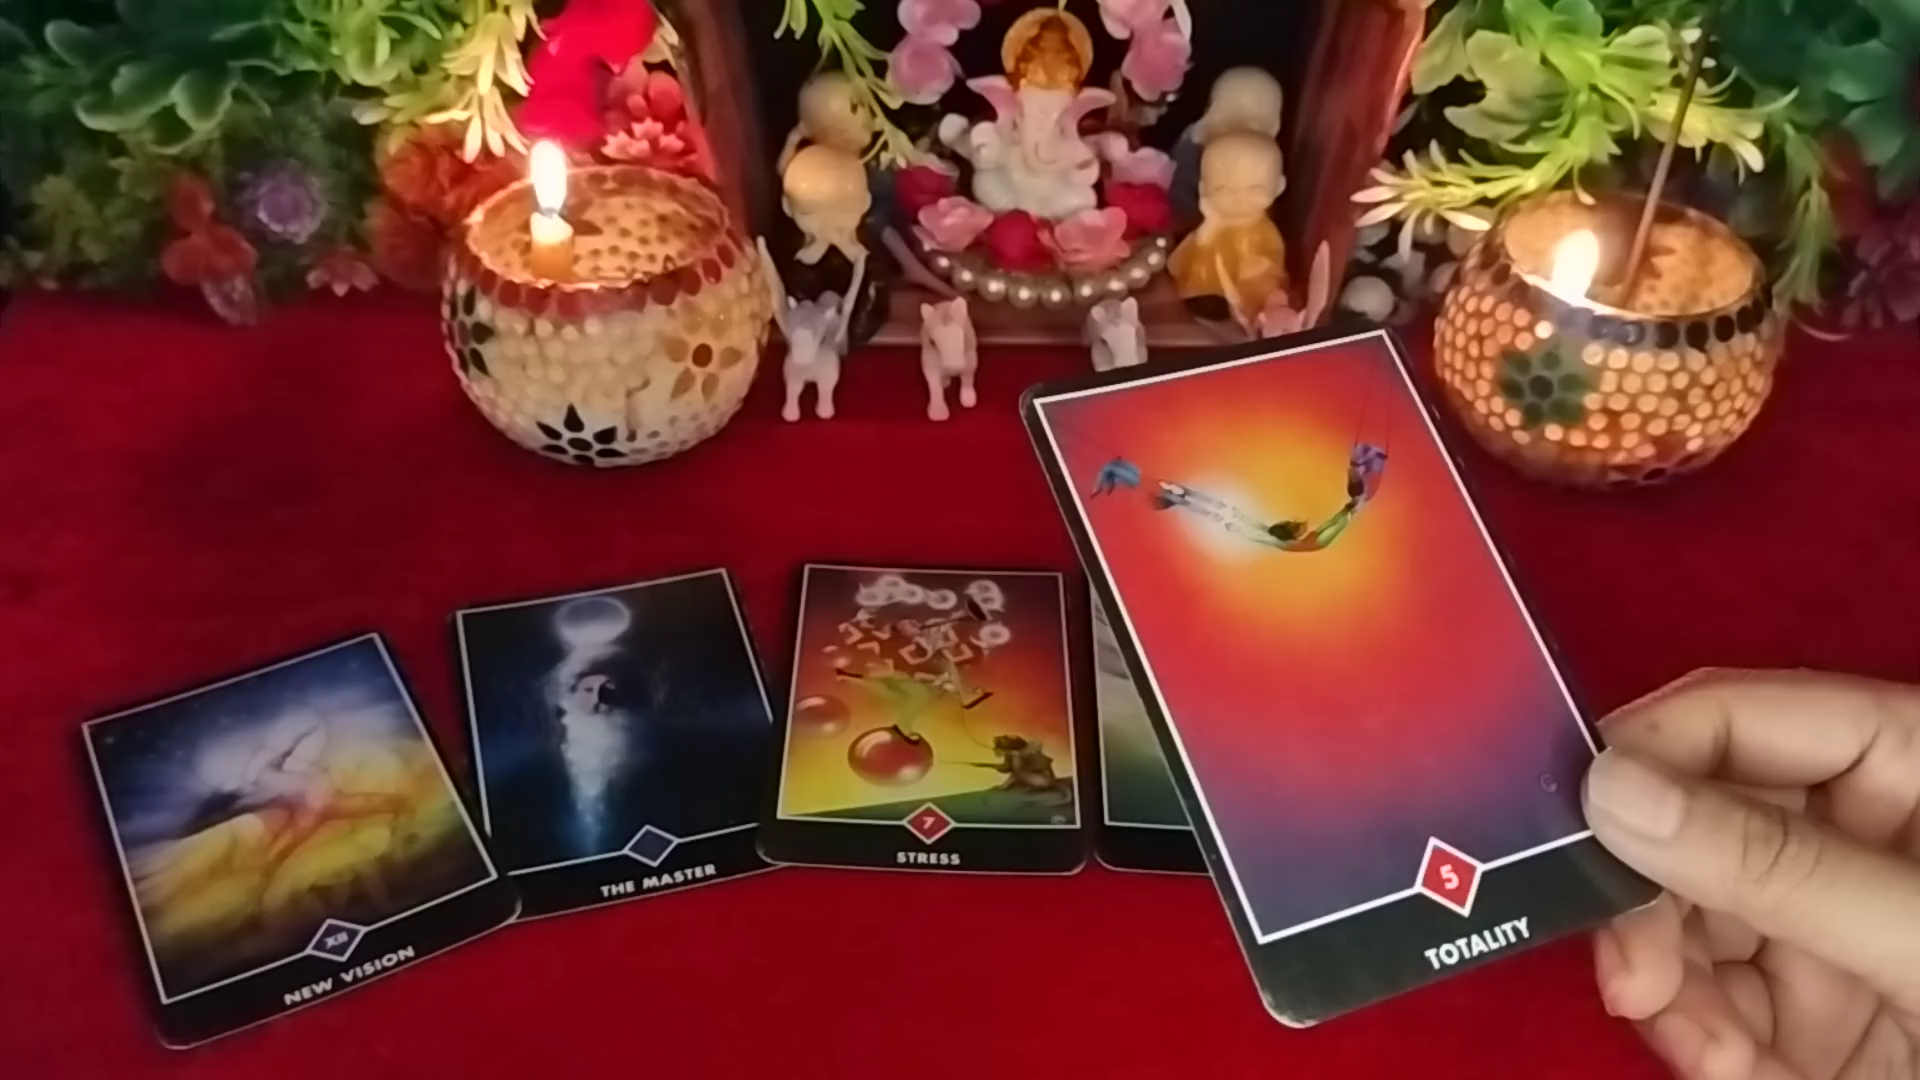 XII
NEW VISION
THE MASTER
7
STRESS
5
TOTALITY